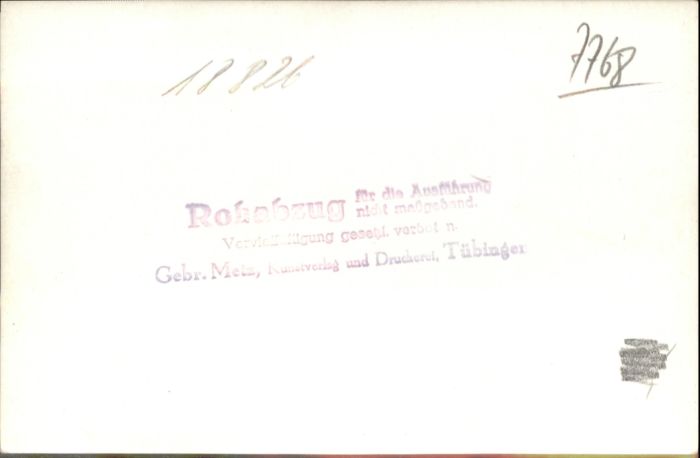 7768
18826
Rohabzug für die Ausführung
nicht maßgebend.
Vervielfältigung gesetzl. verboten.
Gebr. Metz, Kunstverlag und Druckerei, Tübingen